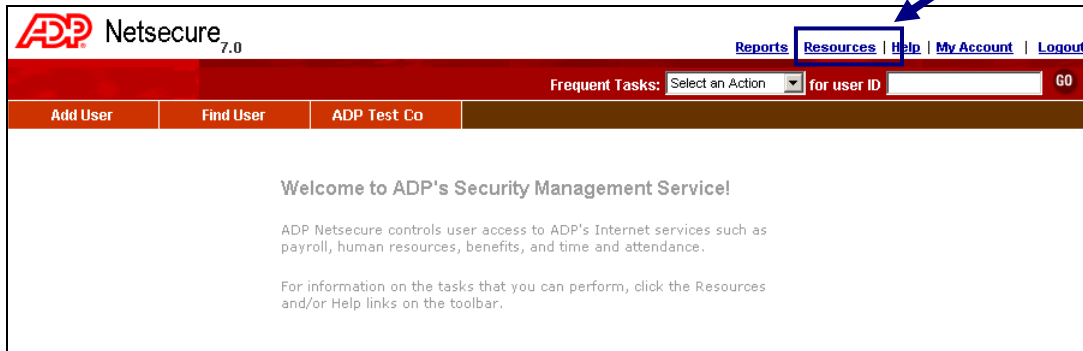 ADP Netsecure 7.0
Reports | Resources | Help | My Account | Logout
Frequent Tasks: Select an Action for user ID GO
Add User Find User ADP Test Co
Welcome to ADP's Security Management Service!
ADP Netsecure controls user access to ADP's Internet services such as
payroll, human resources, benefits, and time and attendance.
For information on the tasks that you can perform, click the Resources
and/or Help links on the toolbar.